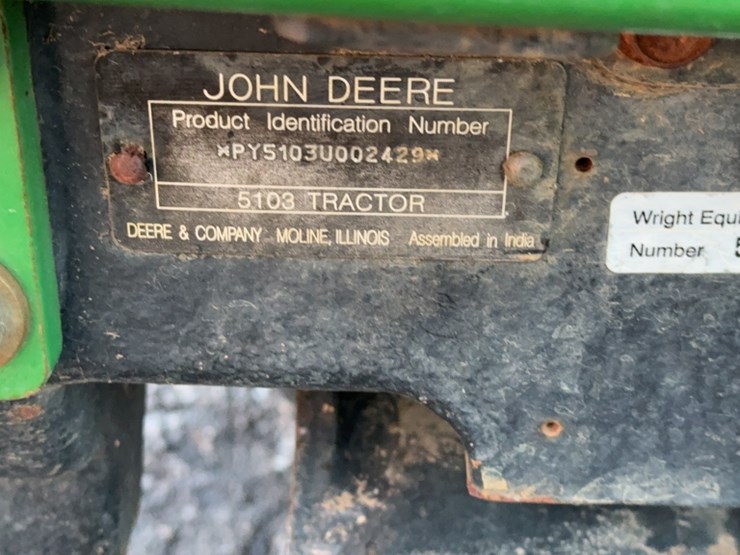 JOHN DEERE
Product Identification Number
*PY5103U002429*
5103 TRACTOR
DEERE & COMPANY MOLINE, ILLINOIS Assembled in India
Wright Equi
Number 5